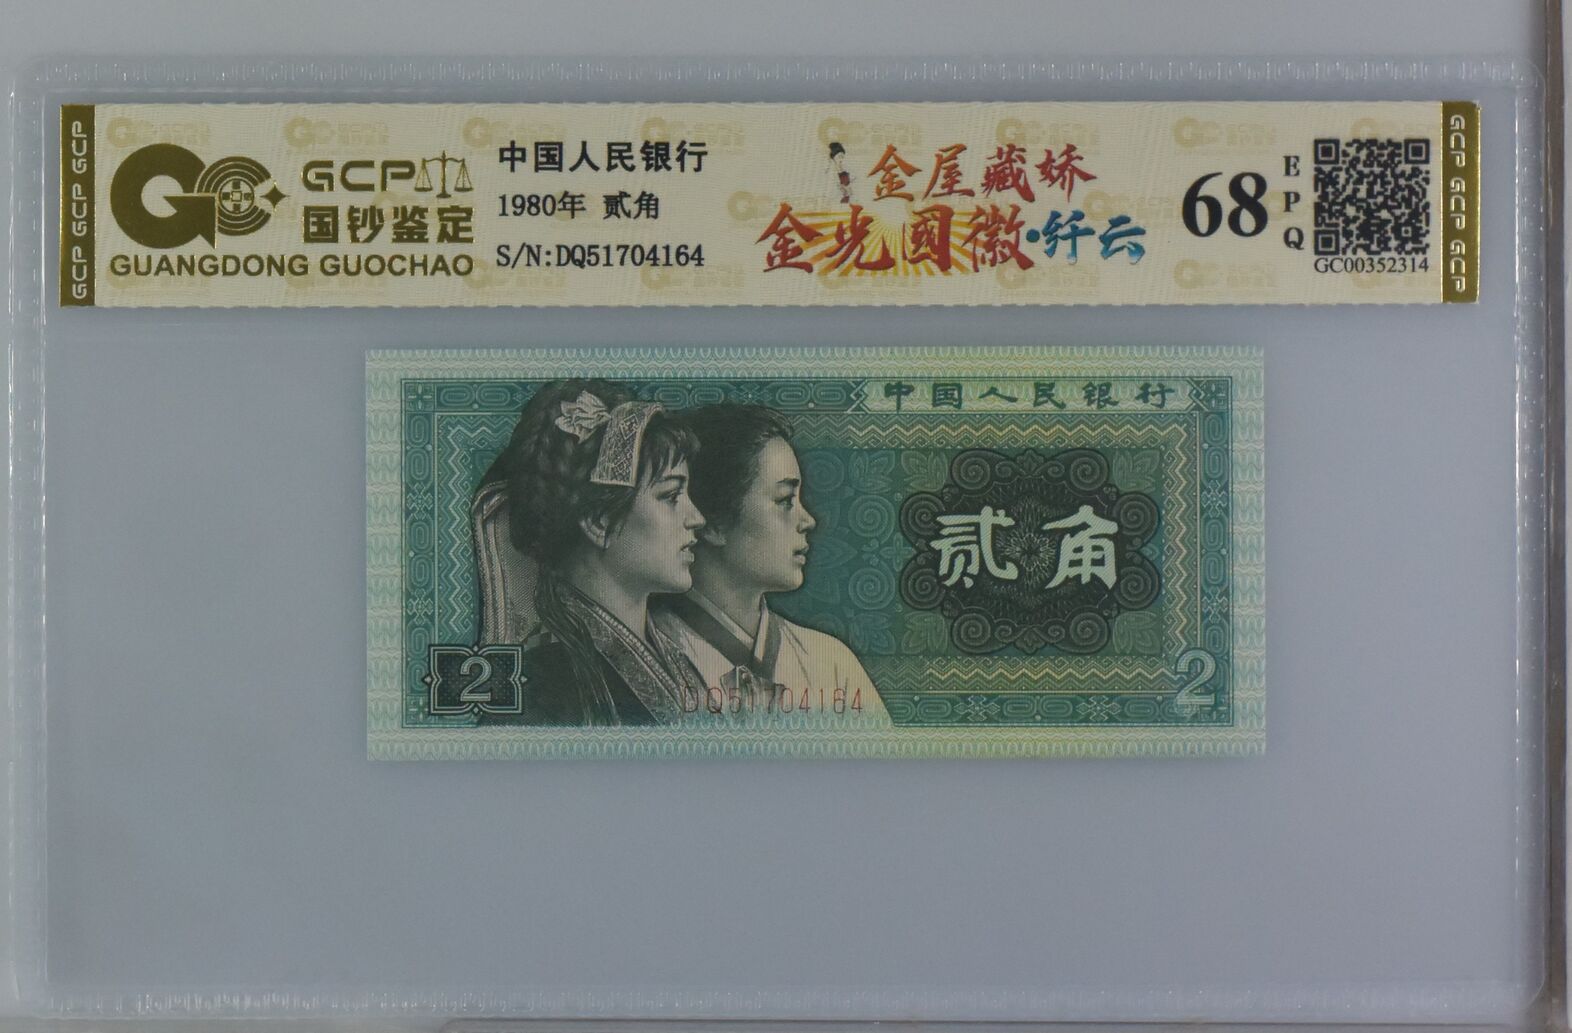 GCP GCP GCP
GCP
国钞鉴定
GUANGDONG GUOCHAO
中国人民银行
1980年 贰角
S/N:DQ51704164
金屋藏娇
金光國徽·纤云
68
EPQ
GC00352314
GCP GCP GCP
中国人民银行
贰角
2
2
DQ51704164